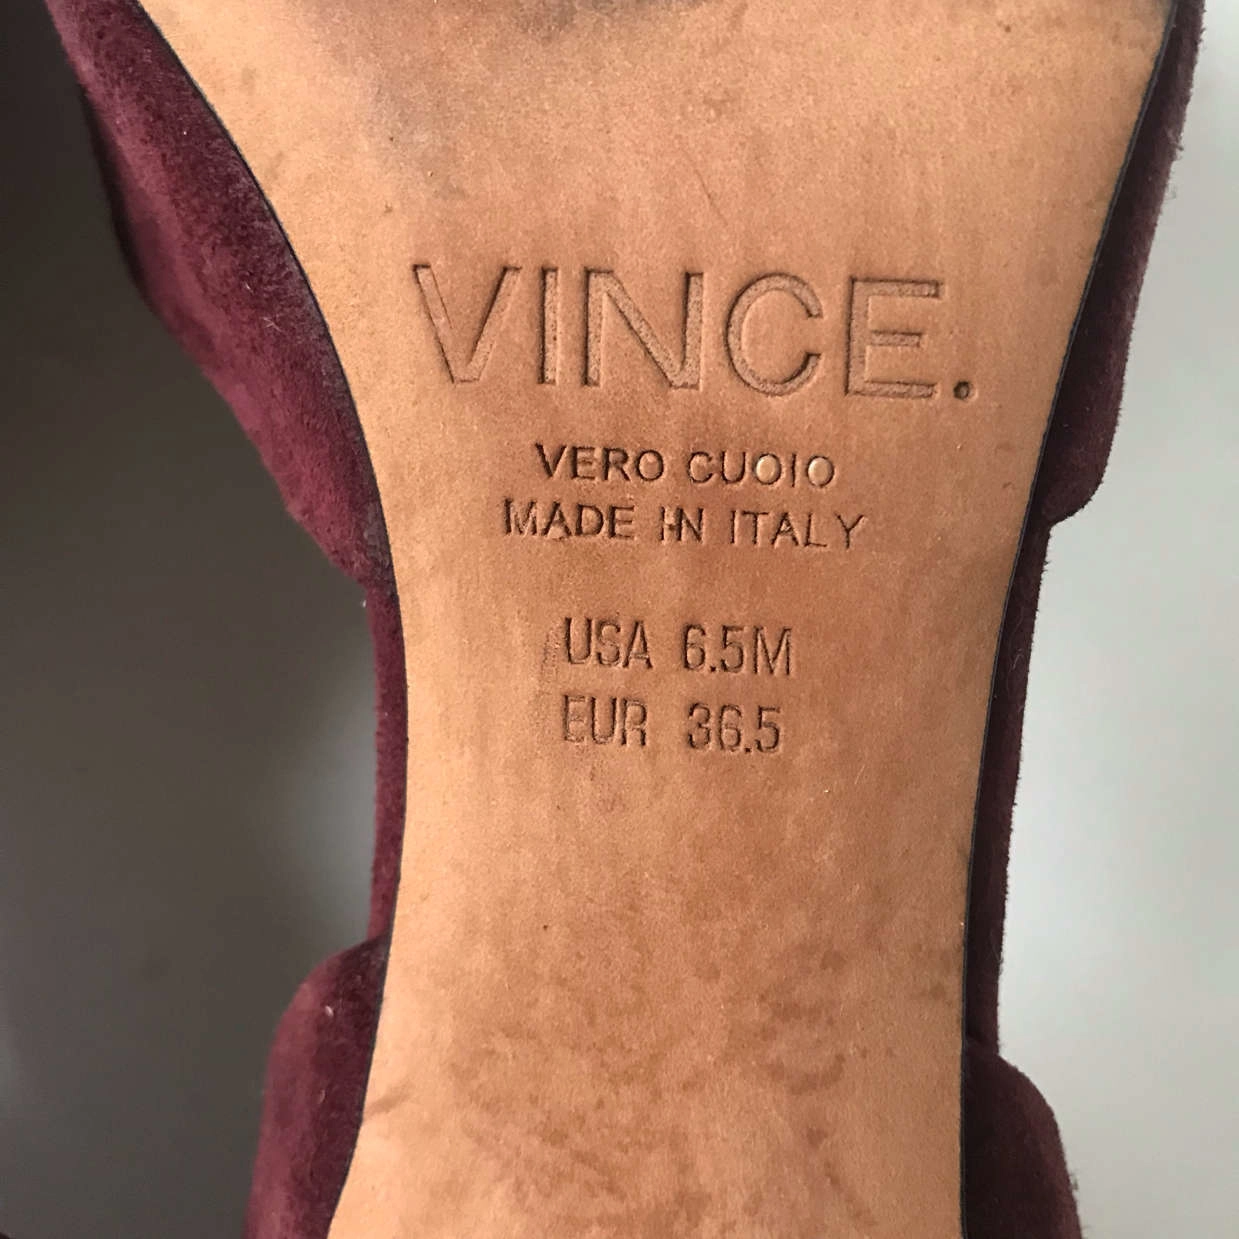 VINCE.
VERO CUOIO
MADE IN ITALY
USA 6.5M
EUR 36.5